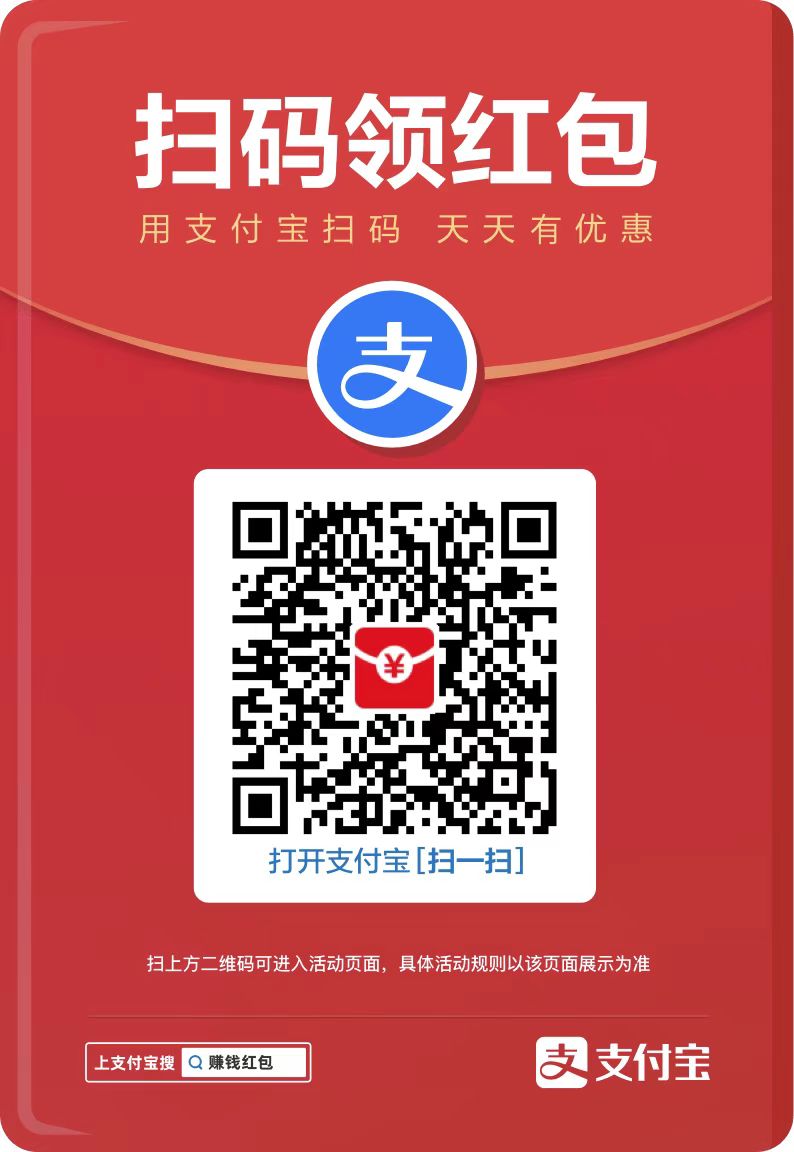 扫码领红包
用支付宝扫码 天天有优惠
支
¥
打开支付宝[扫一扫]
扫上方二维码可进入活动页面，具体活动规则以该页面展示为准
上支付宝搜 赚钱红包
支 支付宝